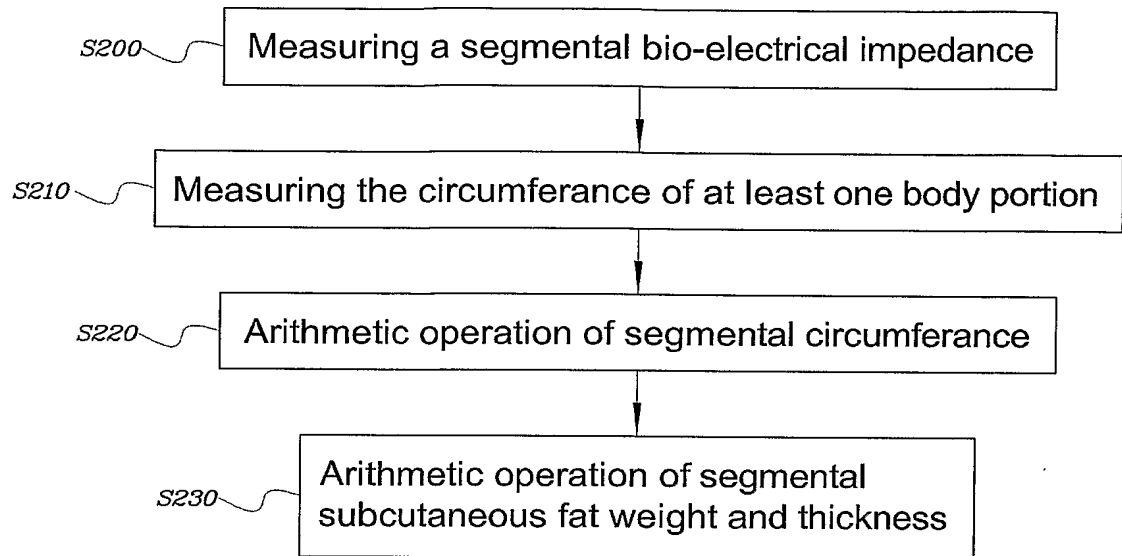 S200
Measuring a segmental bio-electrical impedance
S210
Measuring the circumferance of at least one body portion
S220
Arithmetic operation of segmental circumferance
S230
Arithmetic operation of segmental
subcutaneous fat weight and thickness